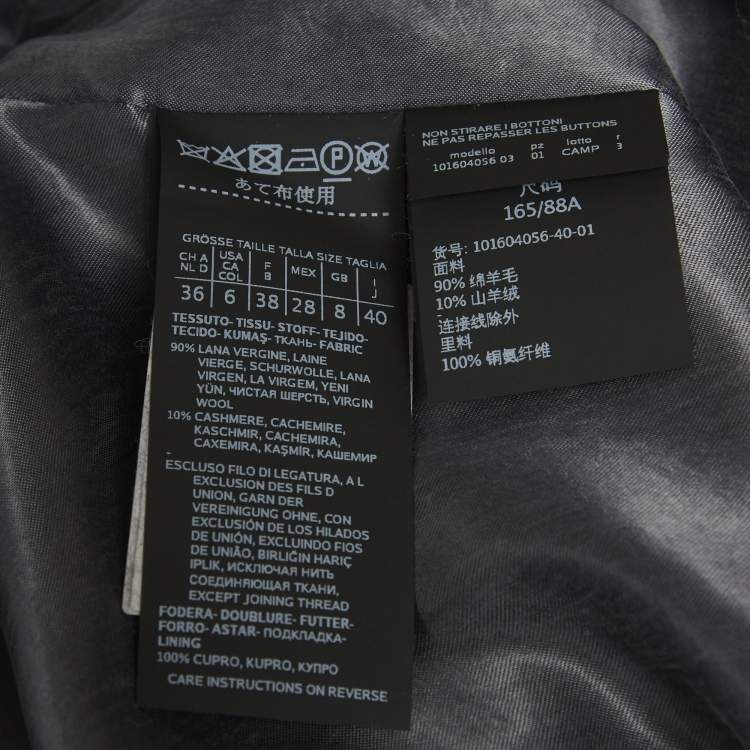 あて布使用
GRÖSSE TAILLE TALLA SIZE TAGLIA
CH A NL D
USA CA COL
F B
MEX
GB
I J
36
6
38
28
8
40
TESSUTO- TISSU- STOFF- TEJIDO-
TECIDO- KUMAŞ- ТКАНЬ- FABRIC
90% LANA VERGINE, LAINE
VIERGE, SCHURWOLLE, LANA
VIRGEN, LA VIRGEM, YENI
YÜN, ЧИСТАЯ ШЕРСТЬ, VIRGIN
WOOL
10% CASHMERE, CACHEMIRE,
KASCHMIR, CACHEMIRA,
CAXEMIRA, KAŞMİR, КАШЕМИР
-
ESCLUSO FILO DI LEGATURA, A L
EXCLUSION DES FILS D
UNION, GARN DER
VEREINIGUNG OHNE, CON
EXCLUSIÓN DE LOS HILADOS
DE UNIÓN, EXCLUINDO FIOS
DE UNIÃO, BIRLIĞIN HARIÇ
IPLIK, ИСКЛЮЧАЯ НИТЬ
СОЕДИНЯЮЩАЯ ТКАНИ,
EXCEPT JOINING THREAD
FODERA- DOUBLURE- FUTTER-
FORRO- ASTAR- ПОДКЛАДКА-
LINING
100% CUPRO, KUPRO, КУПРО
CARE INSTRUCTIONS ON REVERSE
NON STIRARE I BOTTONI
NE PAS REPASSER LES BUTTONS
modello pz lotto r
101604056 03 01 CAMP 3
尺码
165/88A
货号: 101604056-40-01
面料
90% 绵羊毛
10% 山羊绒
-
连接线除外
里料
100% 铜氨纤维